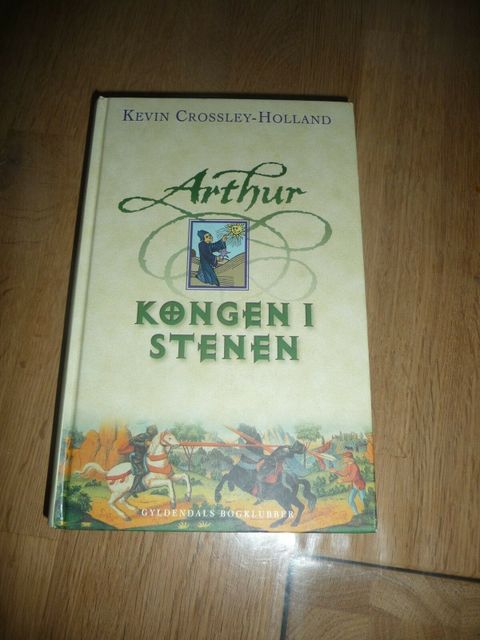 KEVIN CROSSLEY-HOLLAND
Arthur
KONGEN I
STENEN
GYLDENDALS BOGKLUBBER